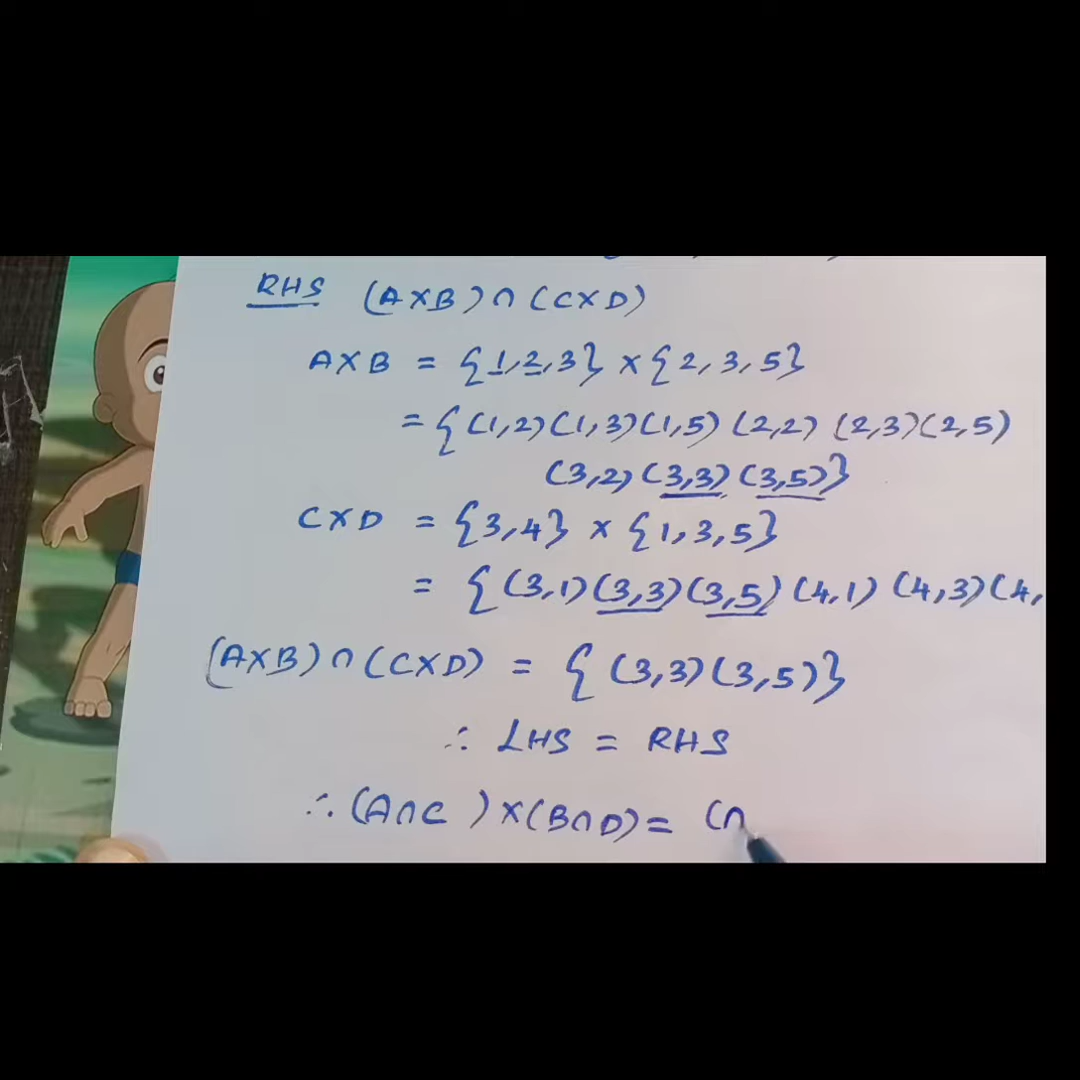 RHS (A×B)∩(C×D)
A×B = {1,2,3} × {2,3,5}
= {(1,2)(1,3)(1,5)(2,2)(2,3)(2,5)
(3,2)(3,3)(3,5)}
C×D = {3,4} × {1,3,5}
= {(3,1)(3,3)(3,5)(4,1)(4,3)(4,
(A×B)∩(C×D) = {(3,3)(3,5)}
∴ LHS = RHS
∴ (A∩C)×(B∩D) = (